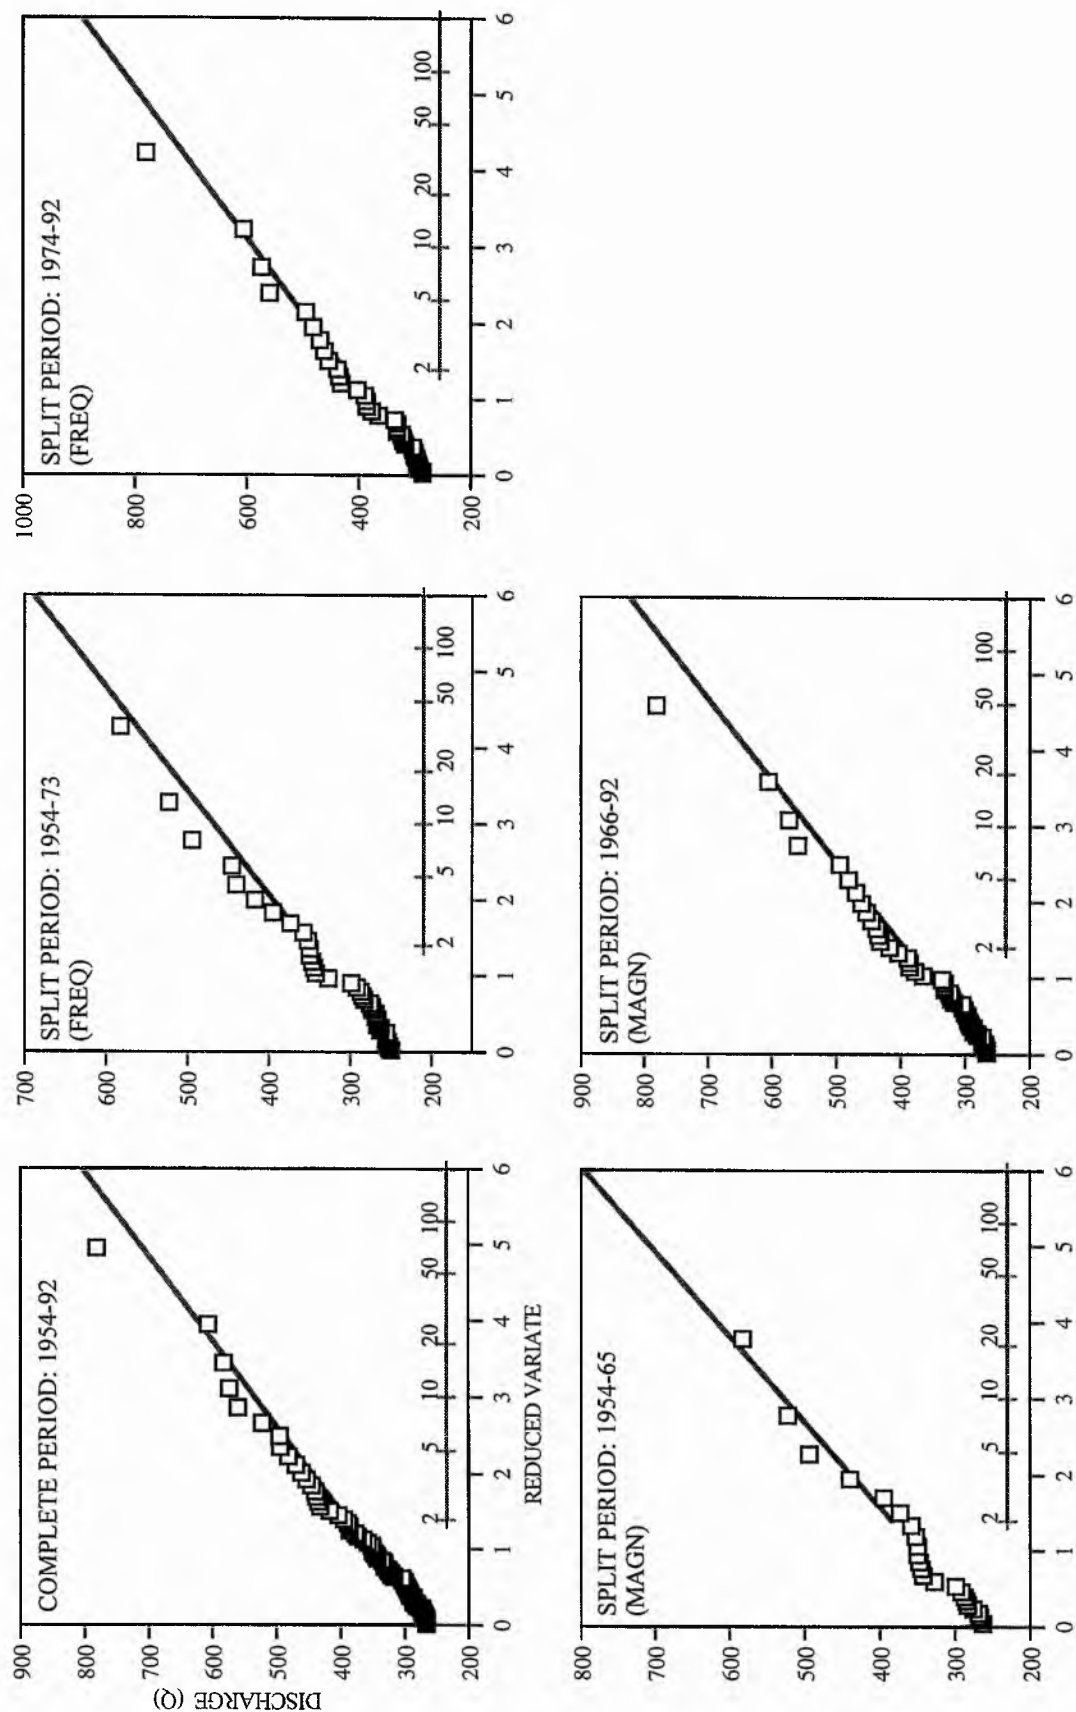 COMPLETE PERIOD: 1954-92
900
800
700
600
500
400
300
200
DISCHARGE (Q)
2 5 10 20 50 100
0 1 2 3 4 5 6
REDUCED VARIATE
SPLIT PERIOD: 1954-73
(FREQ)
700
600
500
400
300
200
2 5 10 20 50 100
0 1 2 3 4 5 6
SPLIT PERIOD: 1974-92
(FREQ)
1000
800
600
400
200
2 5 10 20 50 100
0 1 2 3 4 5 6
SPLIT PERIOD: 1954-65
(MAGN)
800
700
600
500
400
300
200
2 5 10 20 50 100
0 1 2 3 4 5 6
SPLIT PERIOD: 1966-92
(MAGN)
900
800
700
600
500
400
300
200
2 5 10 20 50 100
0 1 2 3 4 5 6